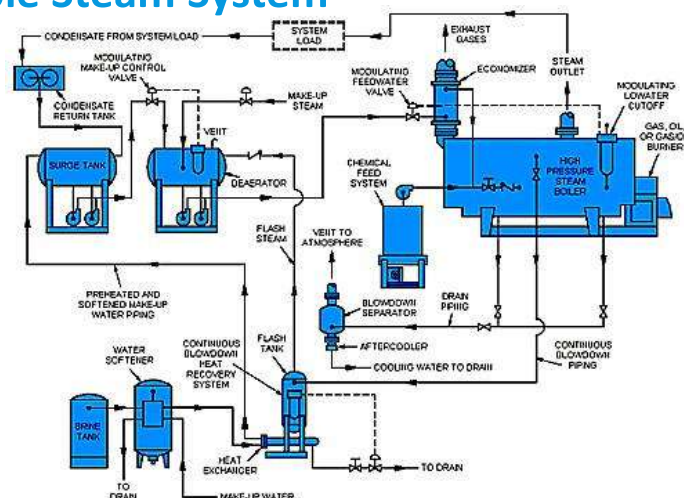 ple Steam System
CONDENSATE FROM SYSTEM LOAD
SYSTEM
LOAD
EXHAUST
GASES
ECONOMIZER
STEAM
OUTLET
MODULATING
MAKE-UP CONTROL
VALVE
MODULATING
FEEDWATER
VALVE
MODULATING
LOWATER
CUTOFF
CONDENSATE
RETURN TANK
MAKE-UP
STEAM
GAS, OIL,
OR GAS/O
BURNER
VENT
SURGE TANK
DEAERATOR
CHEMICAL
FEED
SYSTEM
HIGH
PRESSURE
STEAM
BOILER
FLASH
STEAM
VENT TO
ATMOSPHERE
PREHEATED AND
SOFTENED MAKE-UP
WATER PIPING
BLOWDOWN
SEPARATOR
DRAIN
PIPING
AFTERCOOLER
CONTINUOUS
BLOWDOWN
PIPING
WATER
SOFTENER
CONTINUOUS
BLOWDOWN
HEAT
RECOVERY
SYSTEM
FLASH
TANK
COOLING WATER TO DRAIN
BRINE
TANK
HEAT
EXCHANGER
TO DRAIN
TO
DRAIN
MAKE-UP WATER